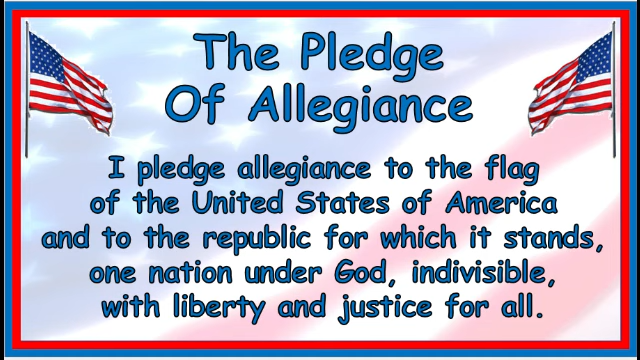 The Pledge
Of Allegiance
I pledge allegiance to the flag
of the United States of America
and to the republic for which it stands,
one nation under God, indivisible,
with liberty and justice for all.